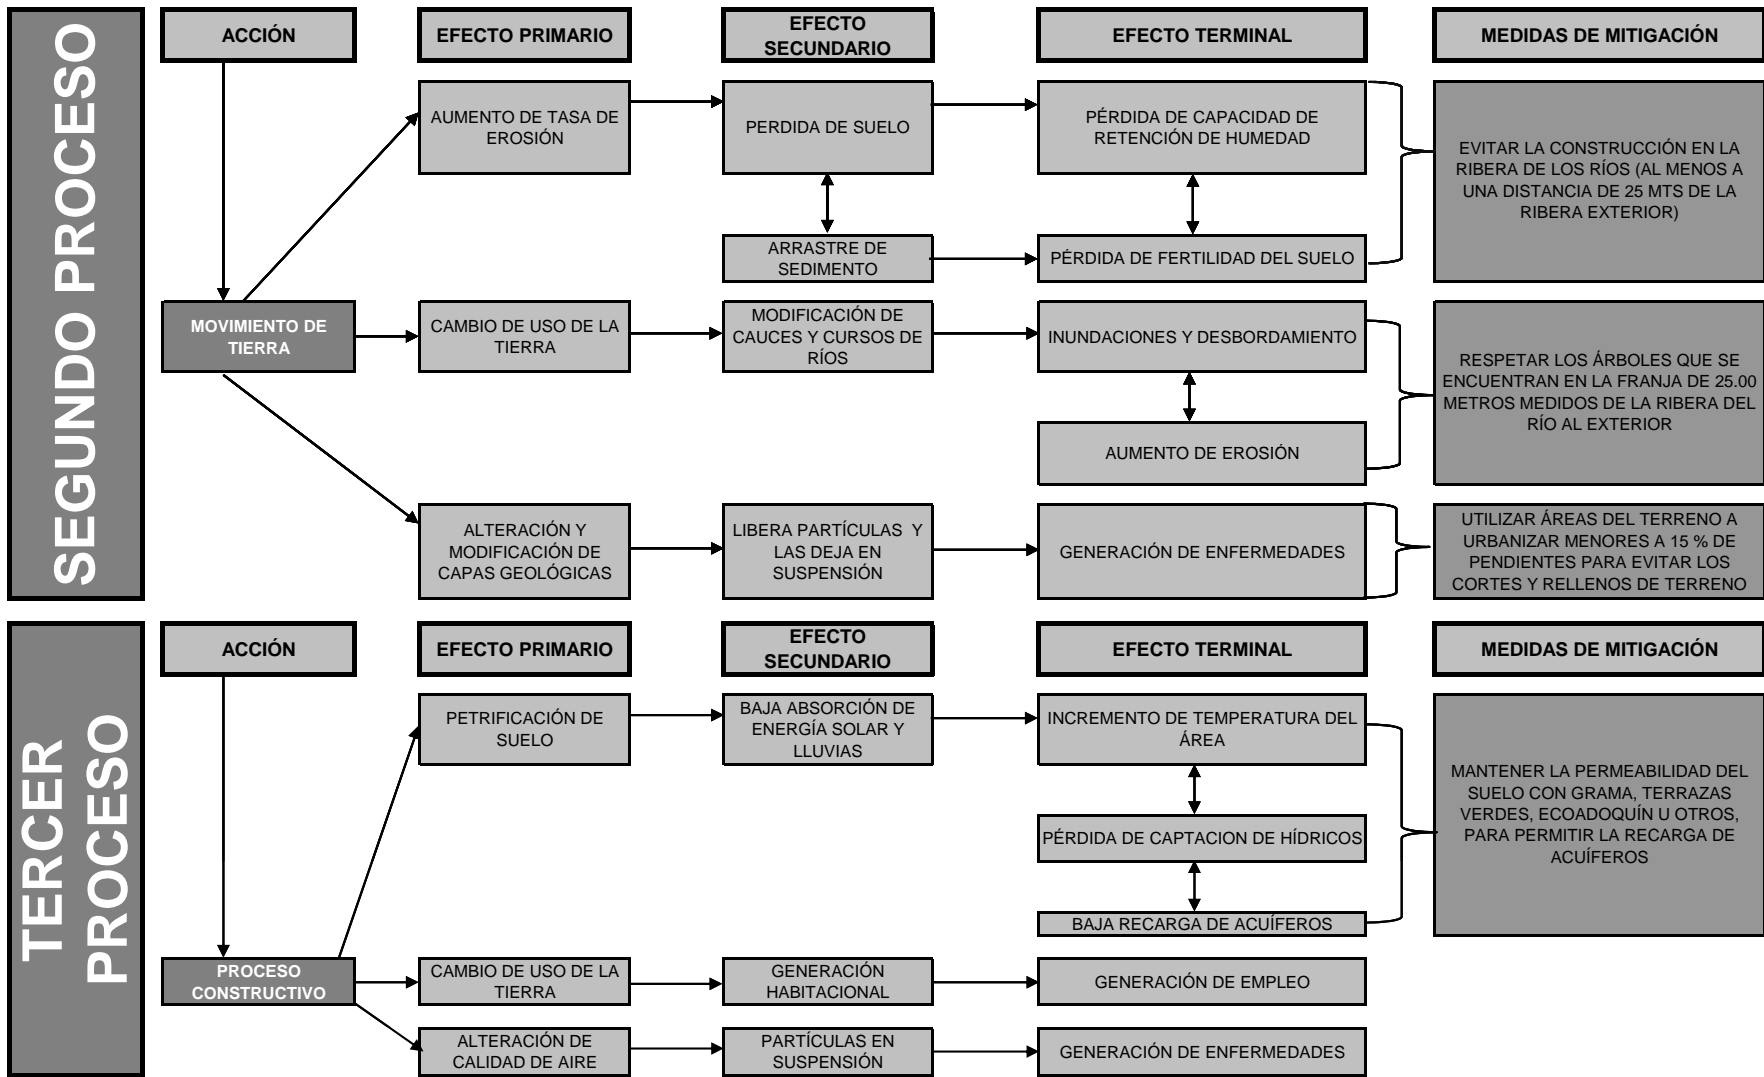 SEGUNDO PROCESO
ACCIÓN
EFECTO PRIMARIO
EFECTO
SECUNDARIO
EFECTO TERMINAL
MEDIDAS DE MITIGACIÓN
AUMENTO DE TASA DE
EROSIÓN
PERDIDA DE SUELO
PÉRDIDA DE CAPACIDAD DE
RETENCIÓN DE HUMEDAD
EVITAR LA CONSTRUCCIÓN EN LA
RIBERA DE LOS RÍOS (AL MENOS A
UNA DISTANCIA DE 25 MTS DE LA
RIBERA EXTERIOR)
ARRASTRE DE
SEDIMENTO
PÉRDIDA DE FERTILIDAD DEL SUELO
MOVIMIENTO DE
TIERRA
CAMBIO DE USO DE LA
TIERRA
MODIFICACIÓN DE
CAUCES Y CURSOS DE
RÍOS
INUNDACIONES Y DESBORDAMIENTO
RESPETAR LOS ÁRBOLES QUE SE
ENCUENTRAN EN LA FRANJA DE 25.00
METROS MEDIDOS DE LA RIBERA DEL
RÍO AL EXTERIOR
AUMENTO DE EROSIÓN
ALTERACIÓN Y
MODIFICACIÓN DE
CAPAS GEOLÓGICAS
LIBERA PARTÍCULAS Y
LAS DEJA EN
SUSPENSIÓN
GENERACIÓN DE ENFERMEDADES
UTILIZAR ÁREAS DEL TERRENO A
URBANIZAR MENORES A 15 % DE
PENDIENTES PARA EVITAR LOS
CORTES Y RELLENOS DE TERRENO
TERCER
PROCESO
ACCIÓN
EFECTO PRIMARIO
EFECTO
SECUNDARIO
EFECTO TERMINAL
MEDIDAS DE MITIGACIÓN
PETRIFICACIÓN DE
SUELO
BAJA ABSORCIÓN DE
ENERGÍA SOLAR Y
LLUVIAS
INCREMENTO DE TEMPERATURA DEL
ÁREA
MANTENER LA PERMEABILIDAD DEL
SUELO CON GRAMA, TERRAZAS
VERDES, ECOADOQUÍN U OTROS,
PARA PERMITIR LA RECARGA DE
ACUÍFEROS
PÉRDIDA DE CAPTACION DE HÍDRICOS
BAJA RECARGA DE ACUÍFEROS
PROCESO
CONSTRUCTIVO
CAMBIO DE USO DE LA
TIERRA
GENERACIÓN
HABITACIONAL
GENERACIÓN DE EMPLEO
ALTERACIÓN DE
CALIDAD DE AIRE
PARTÍCULAS EN
SUSPENSIÓN
GENERACIÓN DE ENFERMEDADES